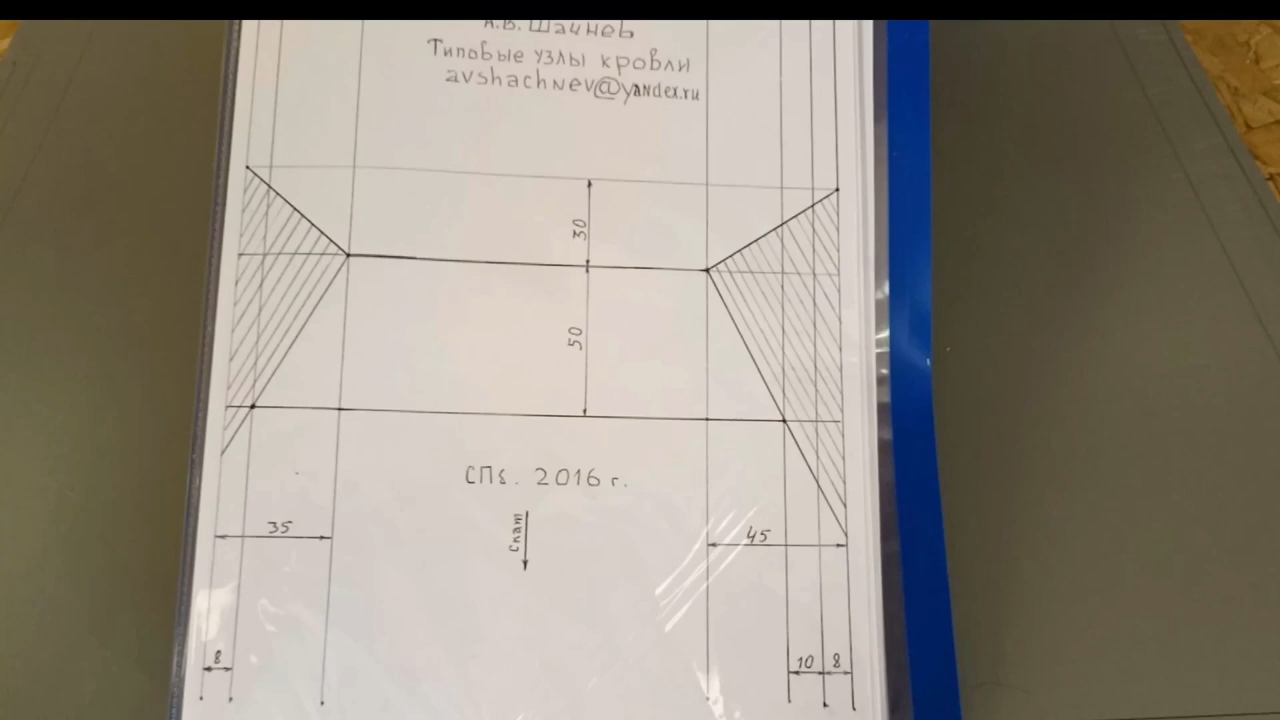 А.В. Шачнев
Типовые узлы кровли
avshachnev@yandex.ru
30
50
СПб. 2016 г.
Скат
35
45
8
10
8